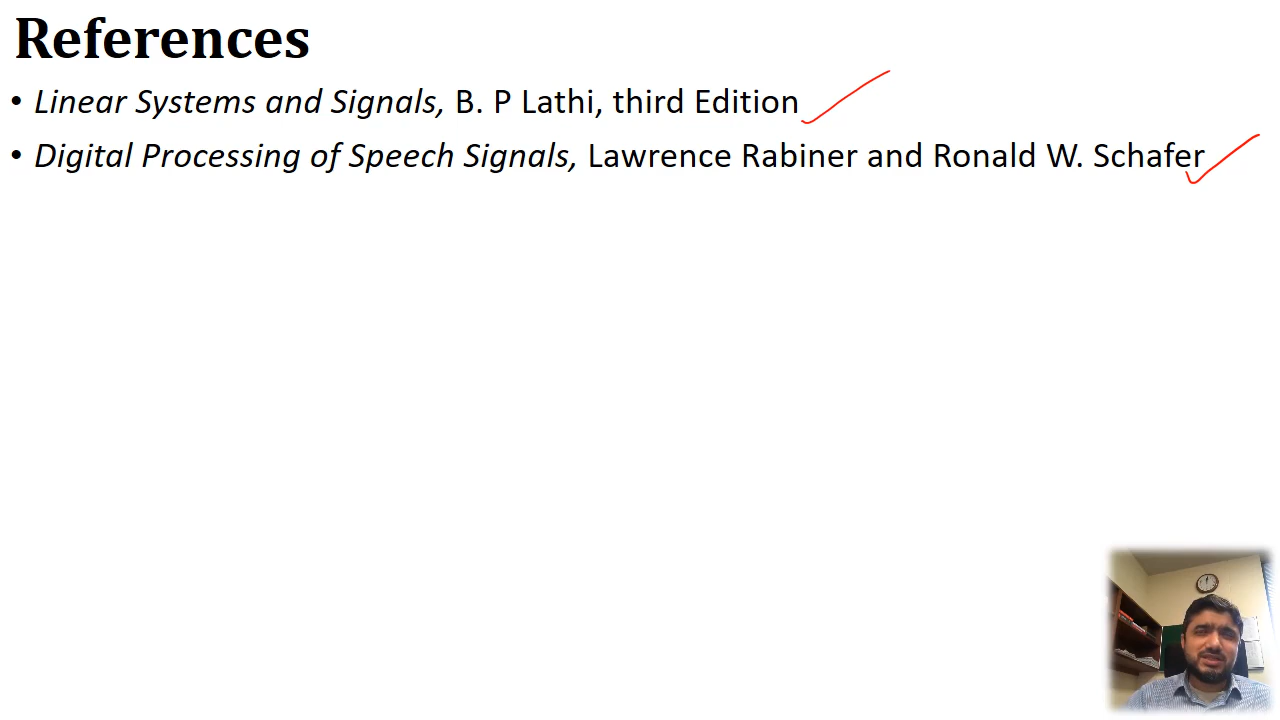 References
• Linear Systems and Signals, B. P Lathi, third Edition
• Digital Processing of Speech Signals, Lawrence Rabiner and Ronald W. Schafer